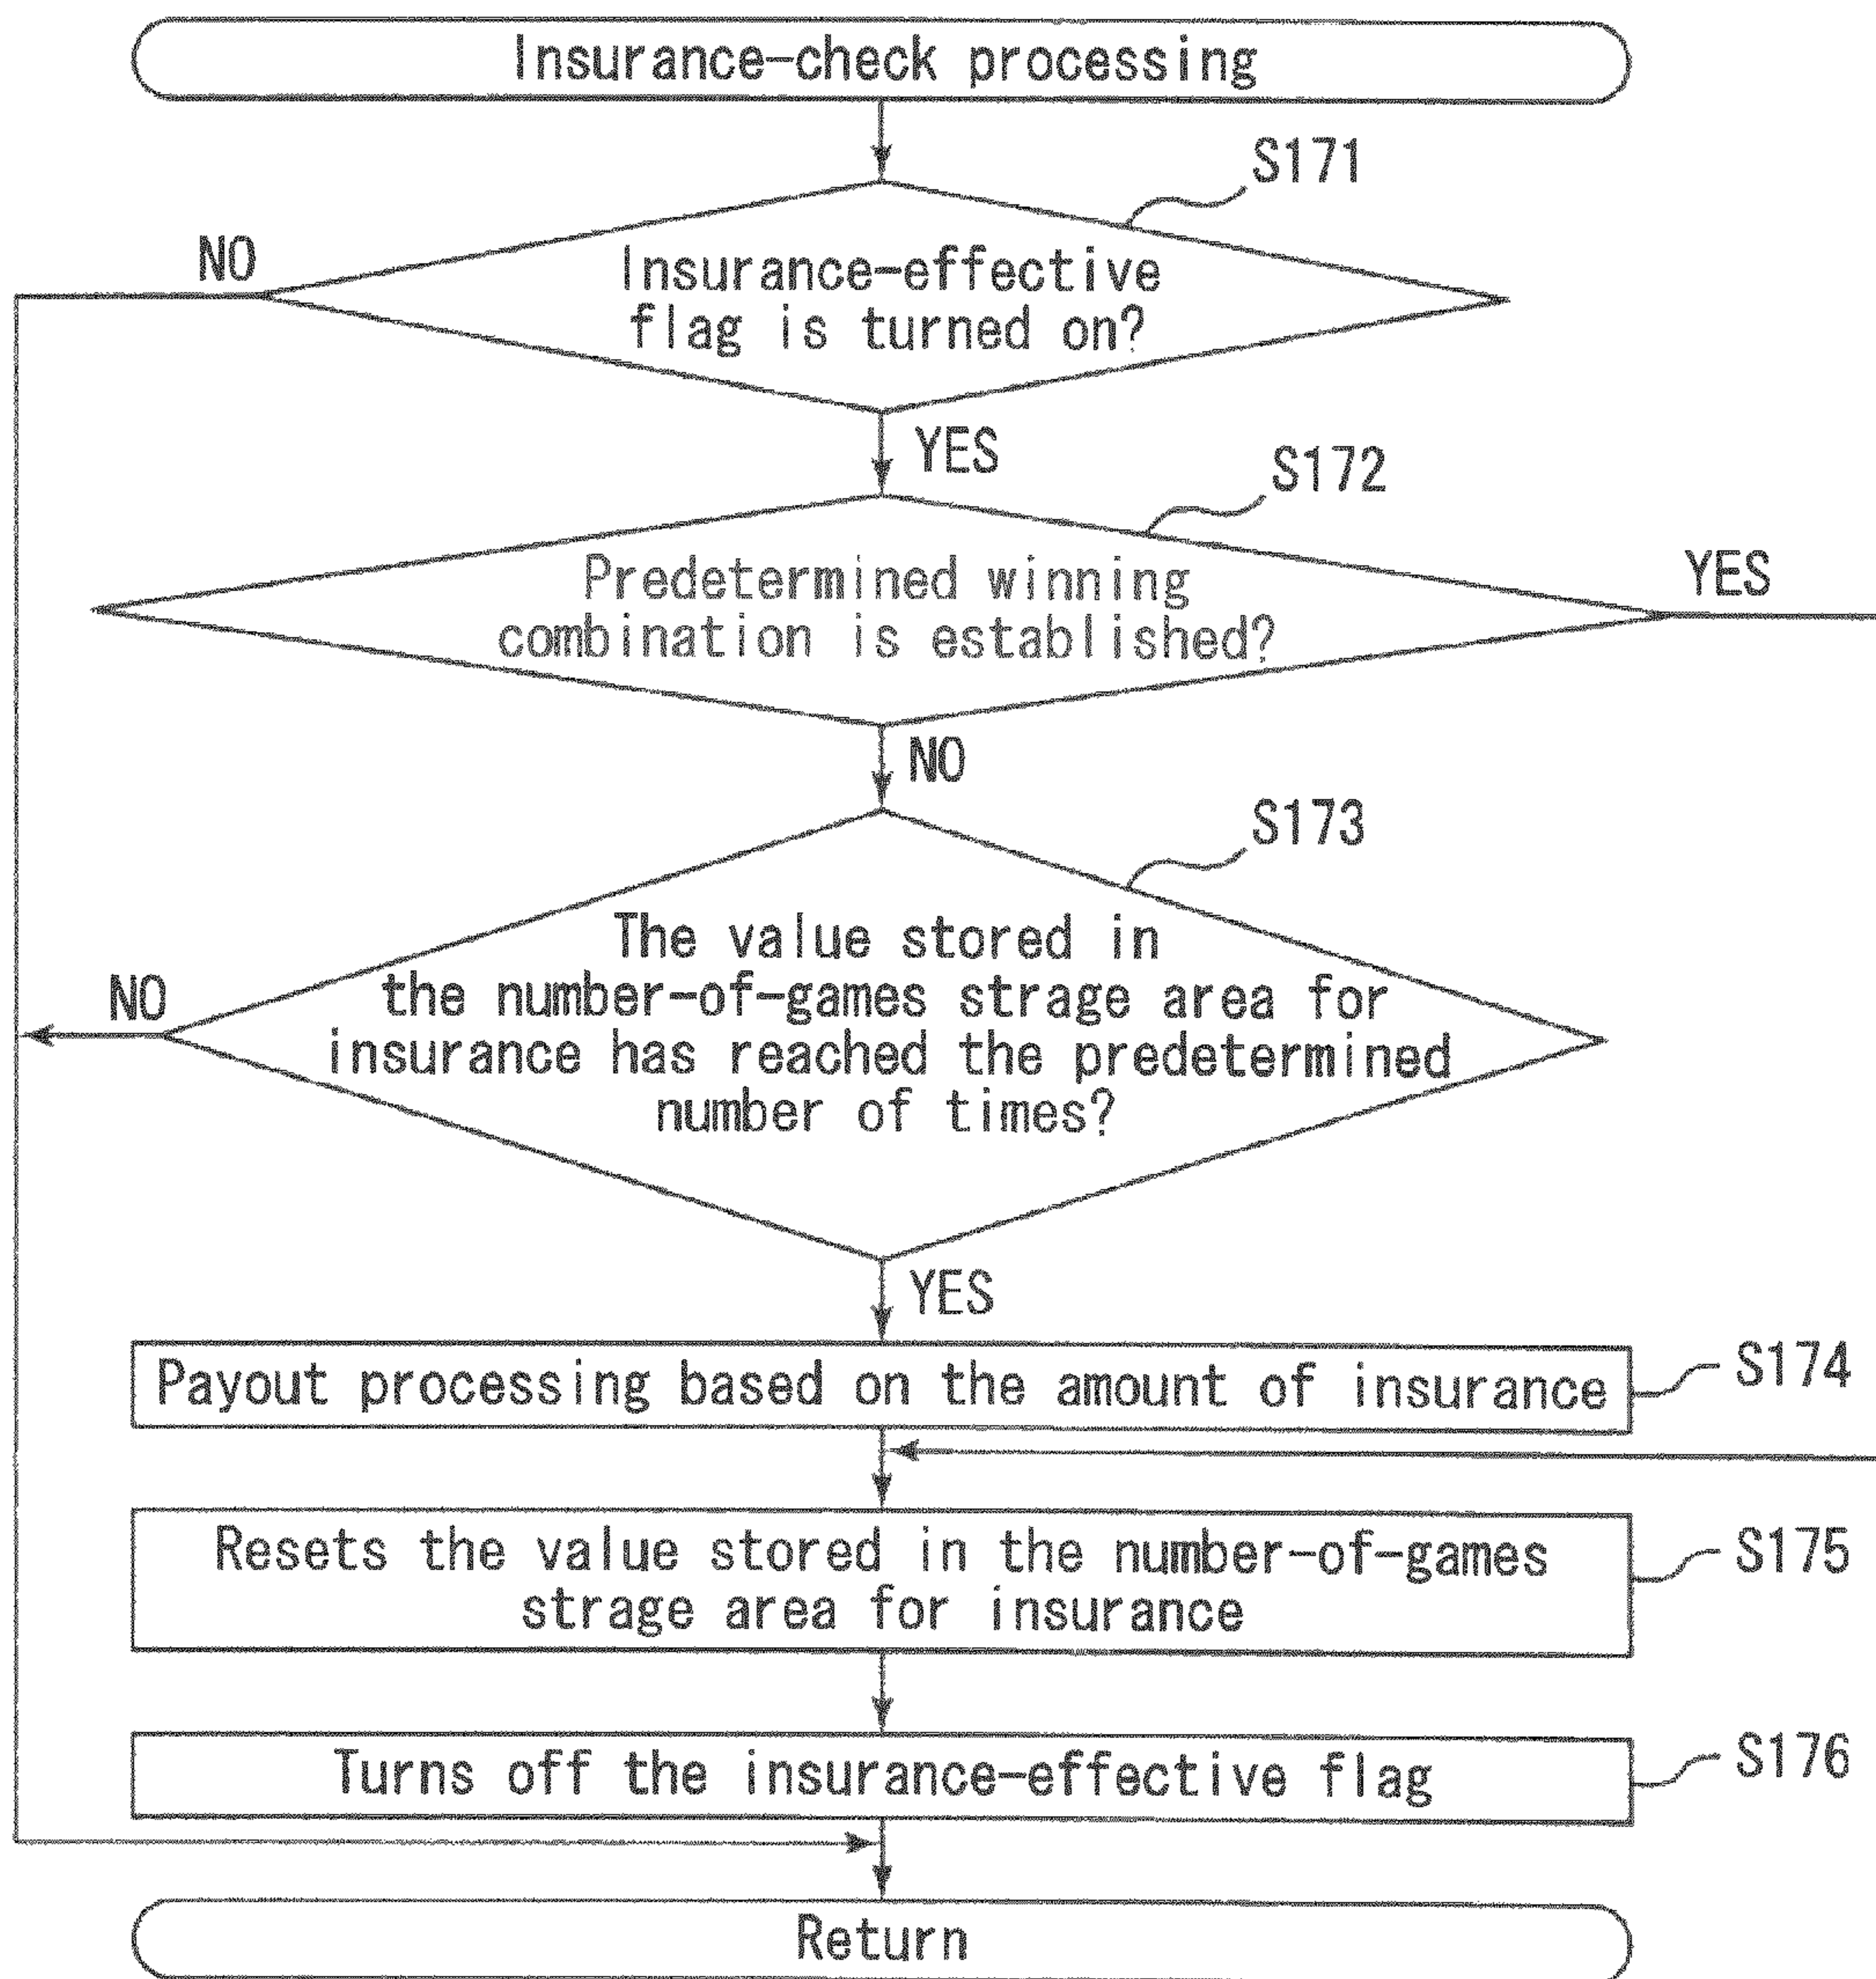 Insurance-check processing
S171
NO
Insurance-effective
flag is turned on?
YES
S172
Predetermined winning
combination is established?
YES
NO
S173
The value stored in
the number-of-games strage area for
insurance has reached the predetermined
number of times?
NO
YES
Payout processing based on the amount of insurance
S174
Resets the value stored in the number-of-games
strage area for insurance
S175
Turns off the insurance-effective flag
S176
Return